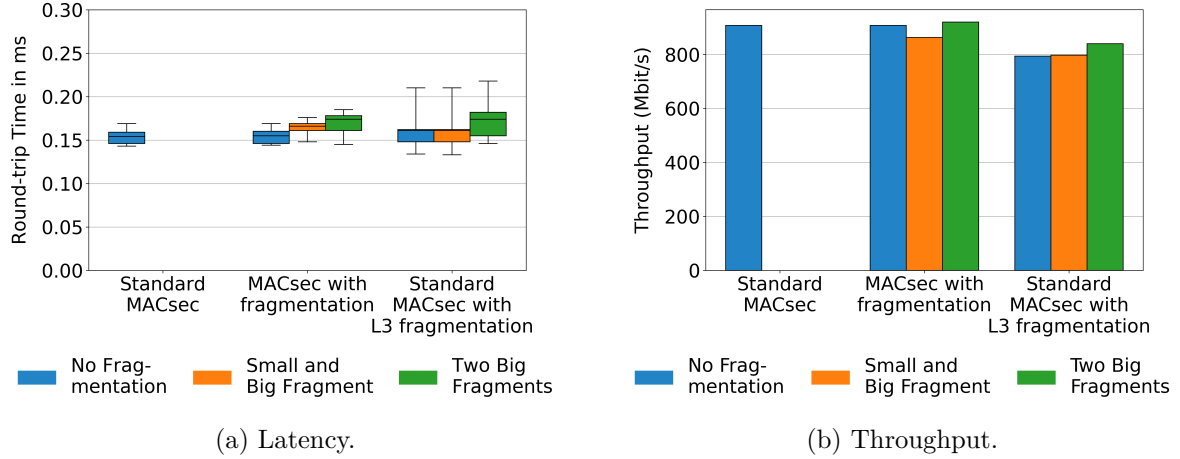 0.30
0.25
0.20
0.15
0.10
0.05
0.00
Round-trip Time in ms
Standard
MACsec
MACsec with
fragmentation
Standard
MACsec with
L3 fragmentation
No Frag-
mentation
Small and
Big Fragment
Two Big
Fragments
(a) Latency.
800
600
400
200
0
Throughput (Mbit/s)
Standard
MACsec
MACsec with
fragmentation
Standard
MACsec with
L3 fragmentation
No Frag-
mentation
Small and
Big Fragment
Two Big
Fragments
(b) Throughput.